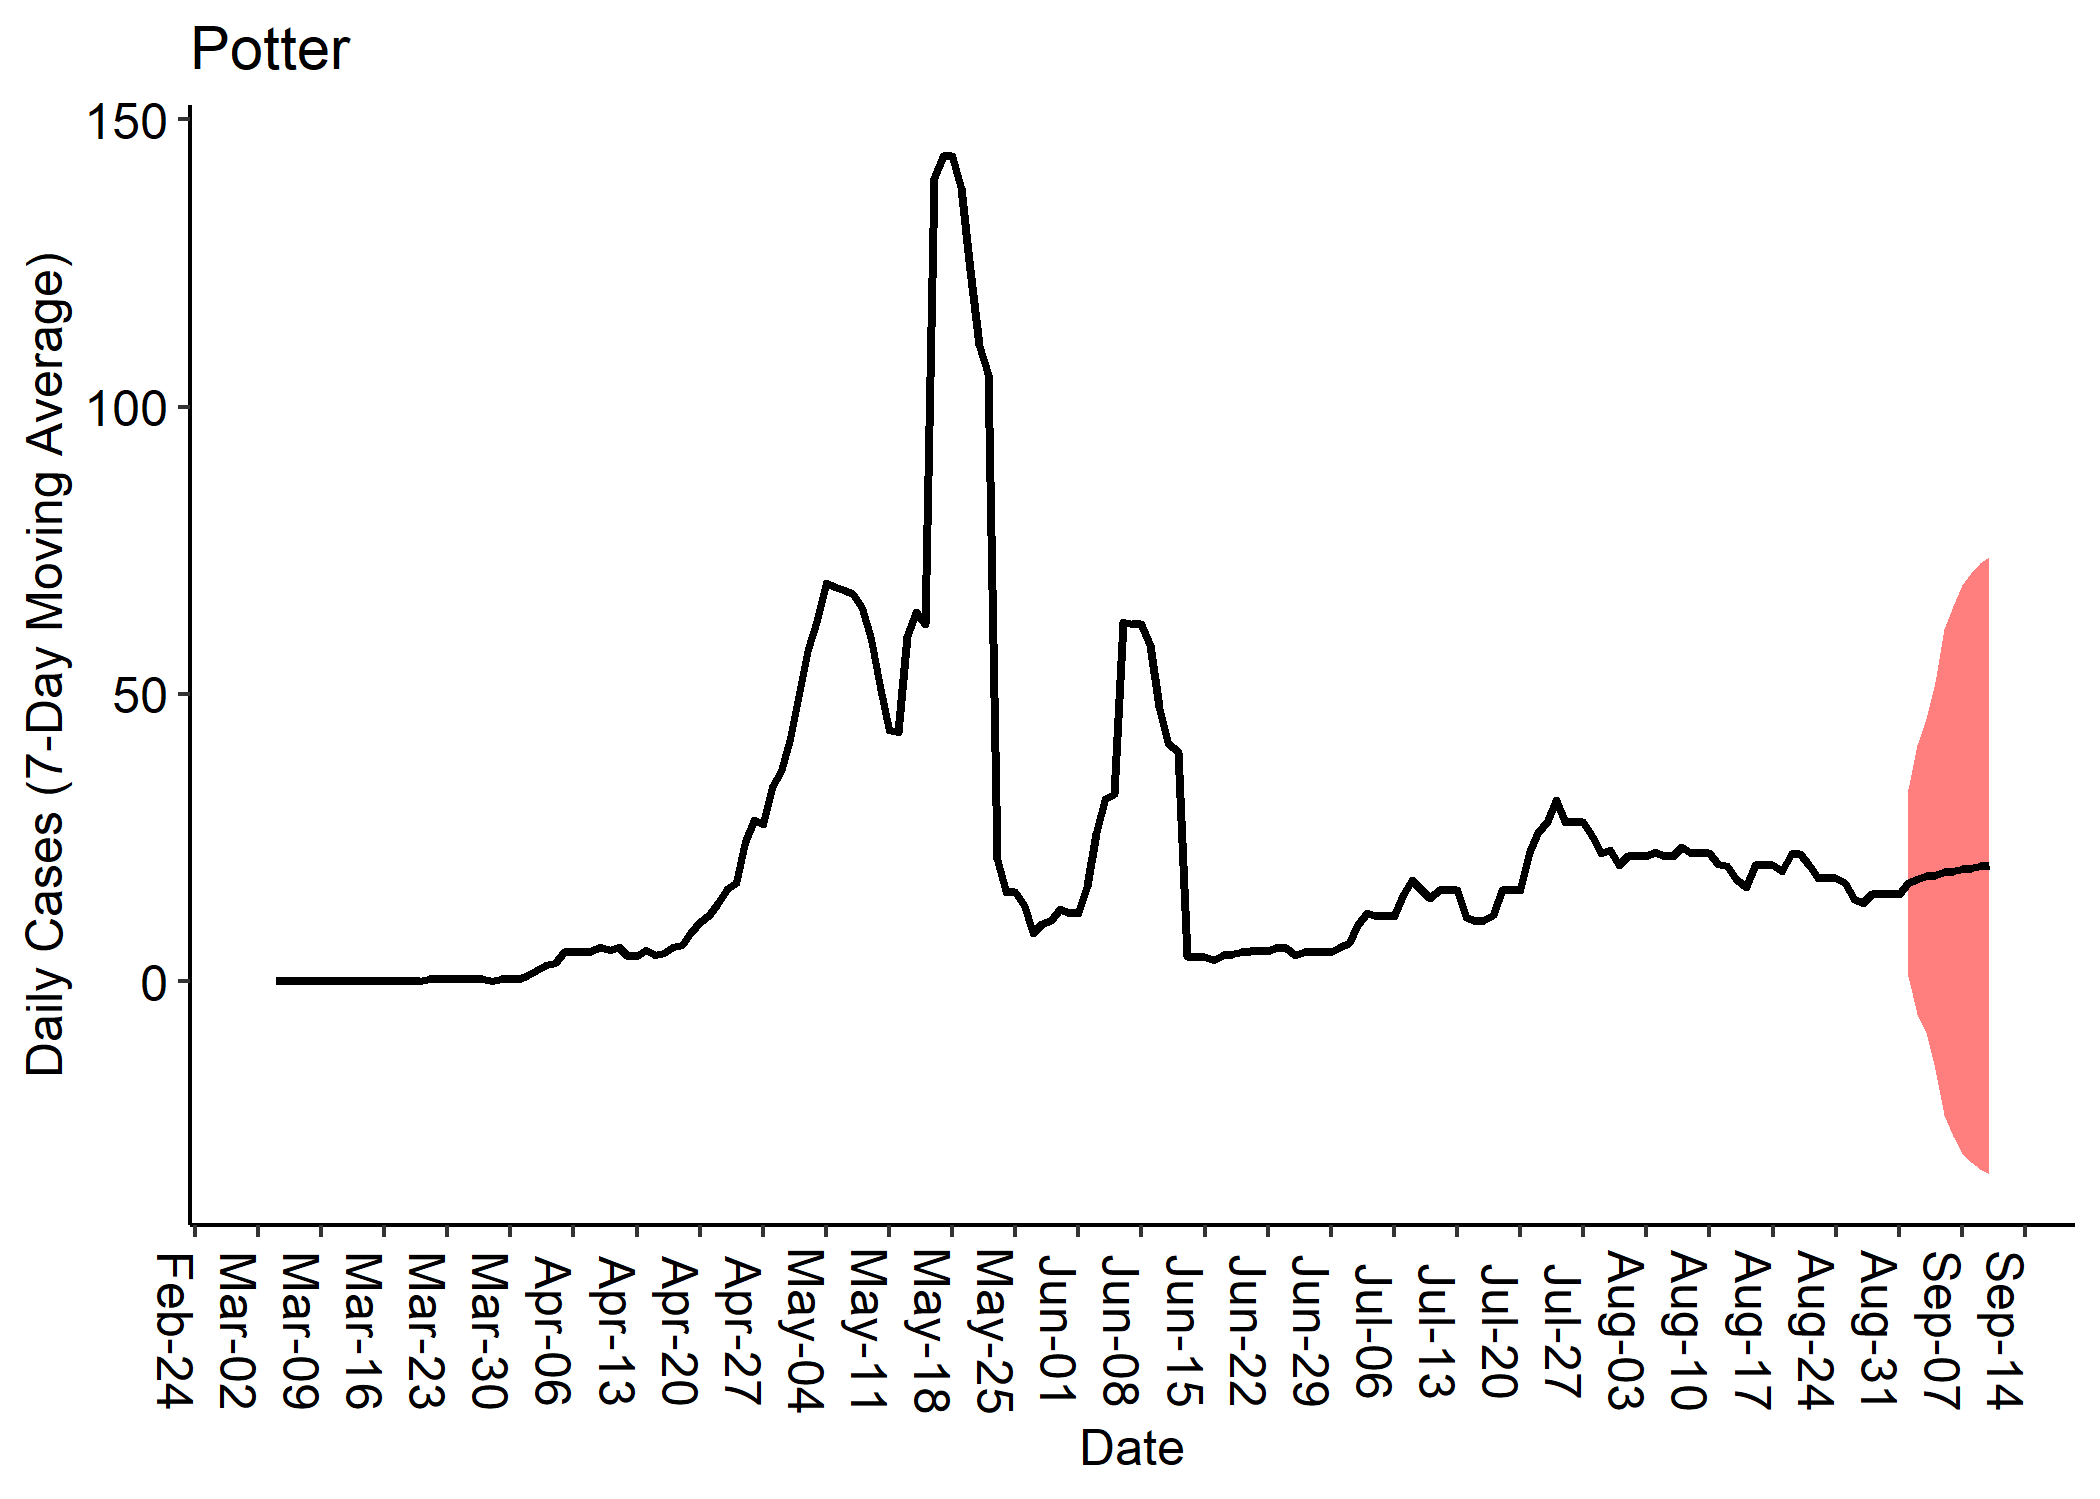 Potter
Daily Cases (7-Day Moving Average)
150
100
50
0
Feb-24
Mar-02
Mar-09
Mar-16
Mar-23
Mar-30
Apr-06
Apr-13
Apr-20
Apr-27
May-04
May-11
May-18
May-25
Jun-01
Jun-08
Jun-15
Jun-22
Jun-29
Jul-06
Jul-13
Jul-20
Jul-27
Aug-03
Aug-10
Aug-17
Aug-24
Aug-31
Sep-07
Sep-14
Date